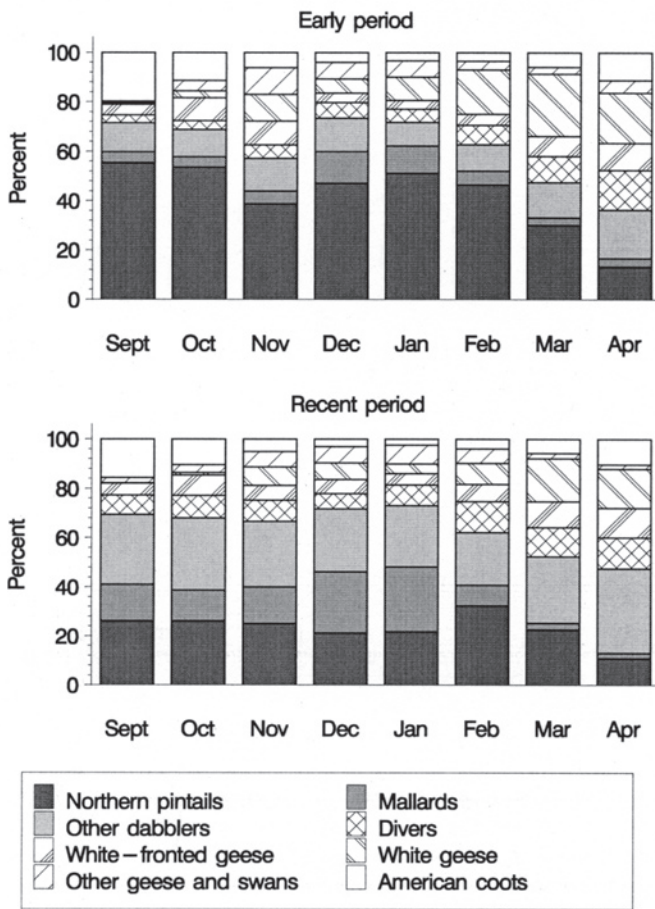 Early period
100
80
60
40
20
0
Percent
Sept Oct Nov Dec Jan Feb Mar Apr
Recent period
100
80
60
40
20
0
Percent
Sept Oct Nov Dec Jan Feb Mar Apr
Northern pintails Mallards
Other dabblers Divers
White-fronted geese White geese
Other geese and swans American coots